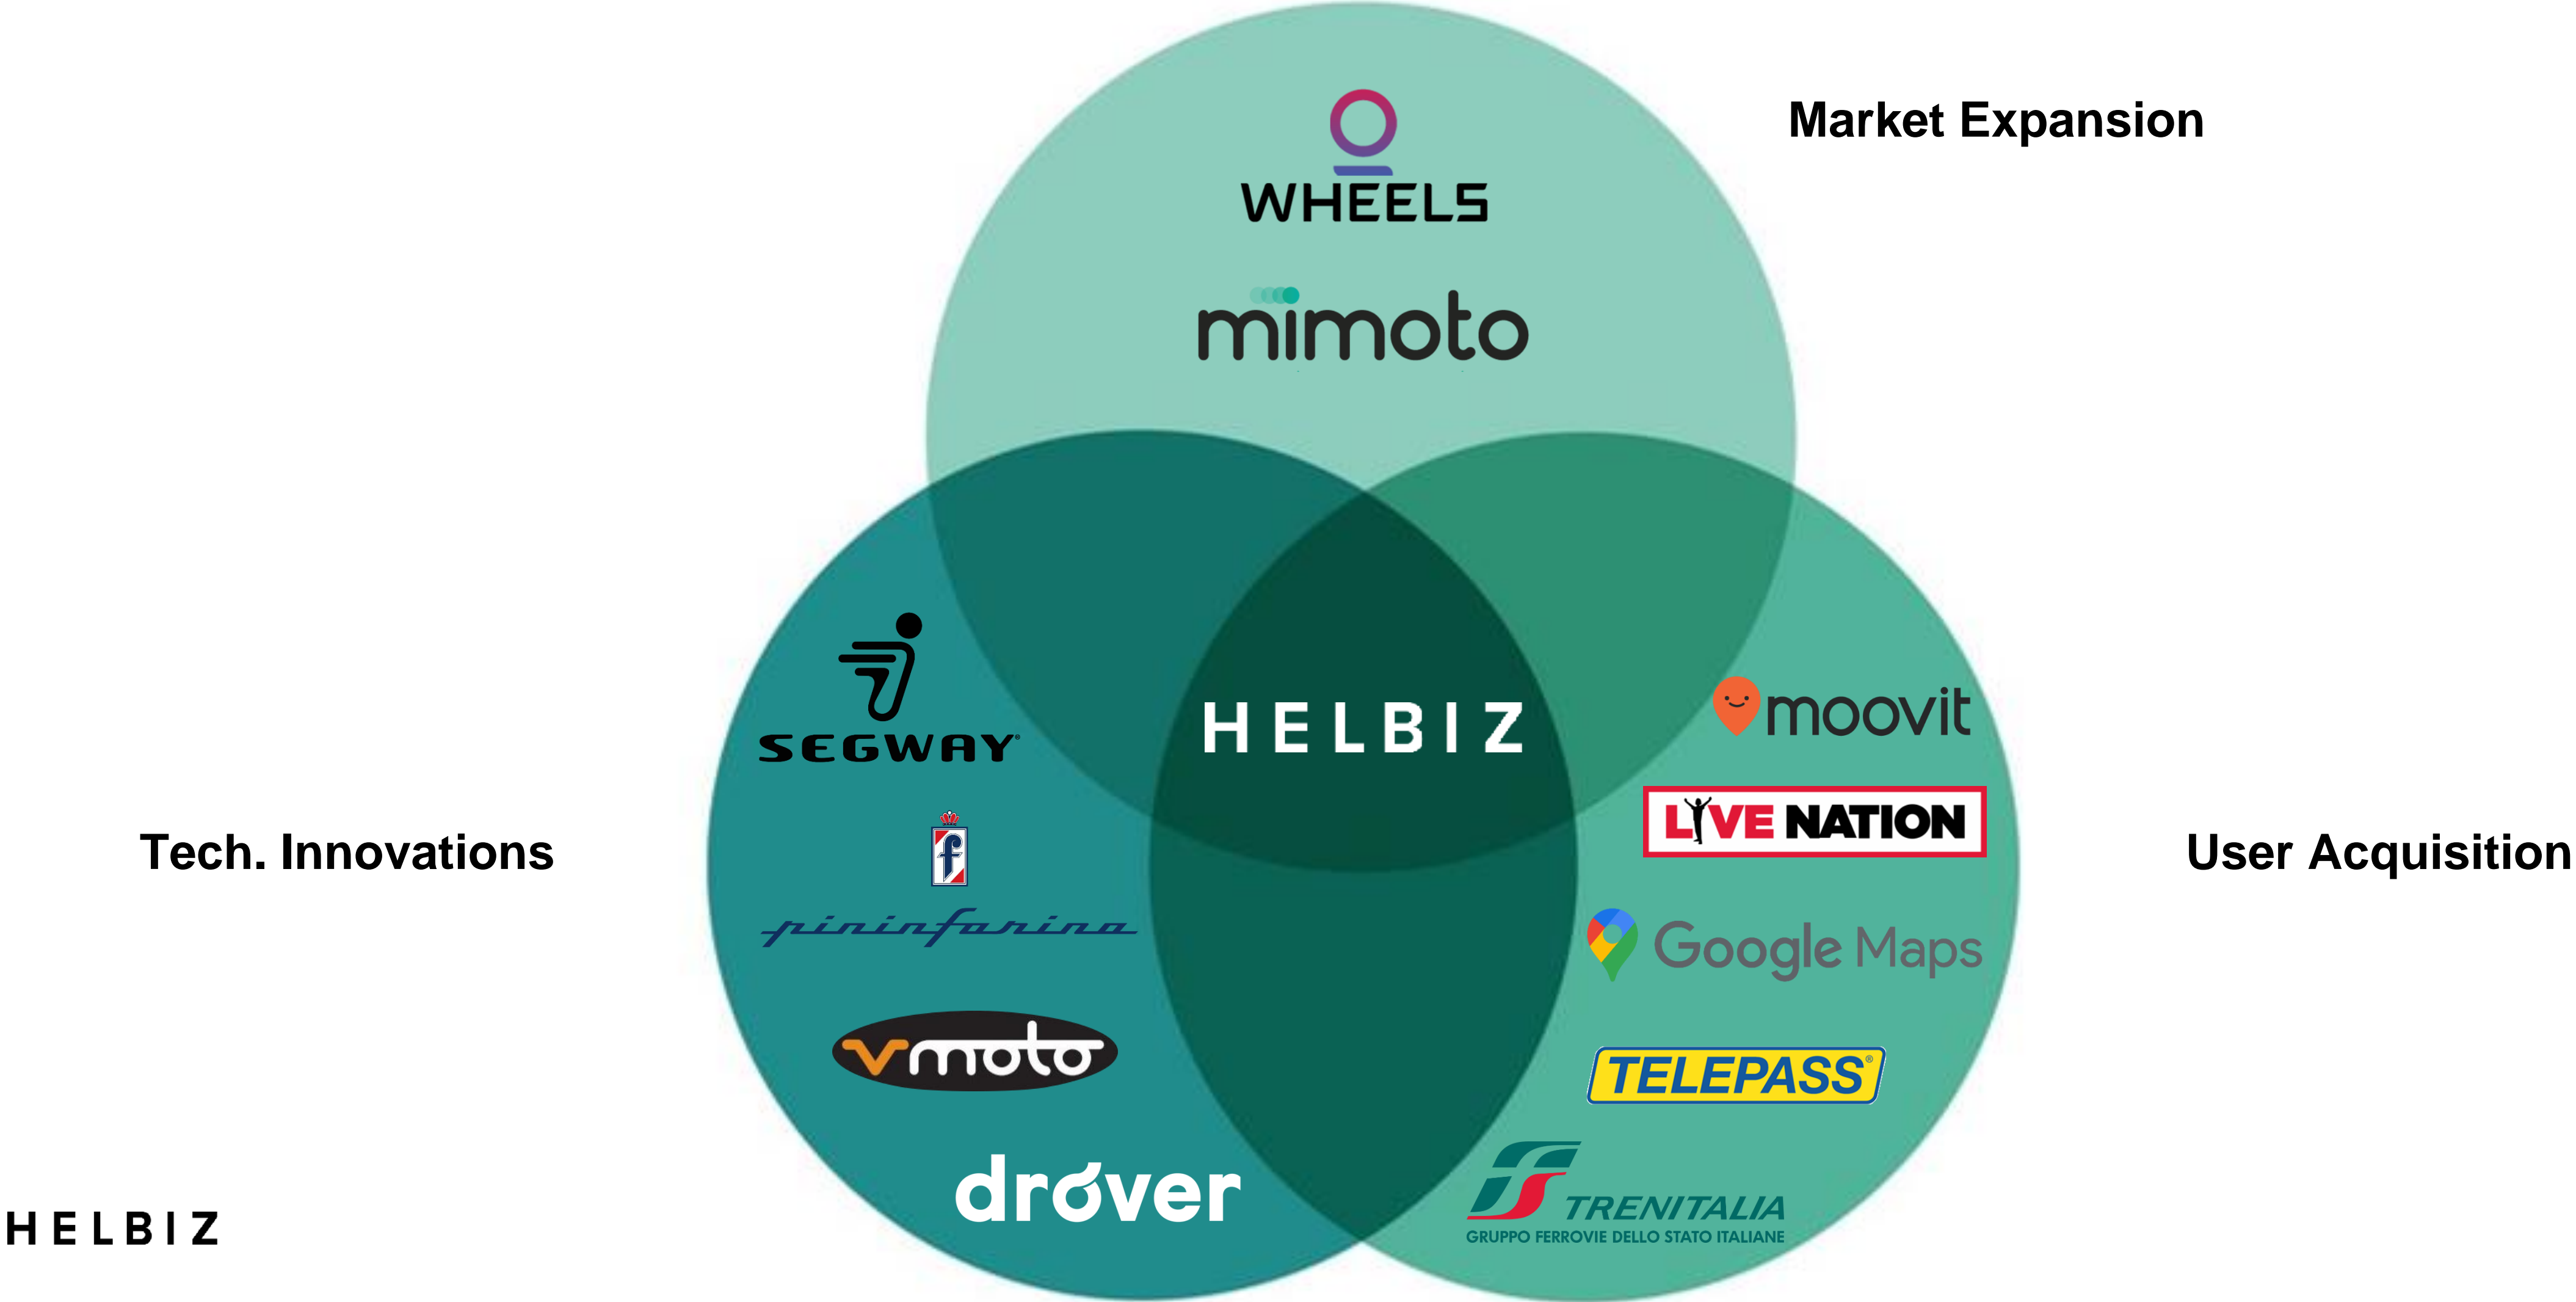 Market Expansion
WHEELS
mimoto
SEGWAY
HELBIZ
moovit
LIVE NATION
Tech. Innovations
User Acquisition
pininfarina
Google Maps
vmoto
TELEPASS®
drover
TRENITALIA
GRUPPO FERROVIE DELLO STATO ITALIANE
HELBIZ